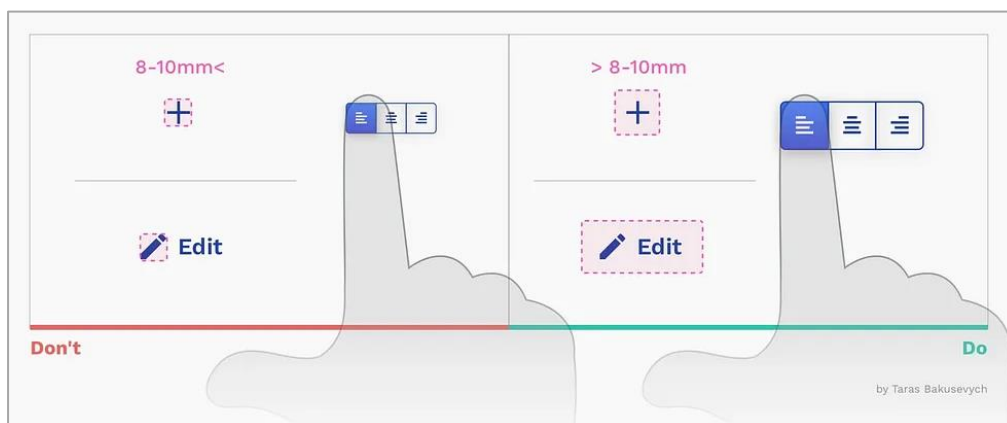 8-10mm<
> 8-10mm
Edit
Edit
Don't
Do
by Taras Bakusevych